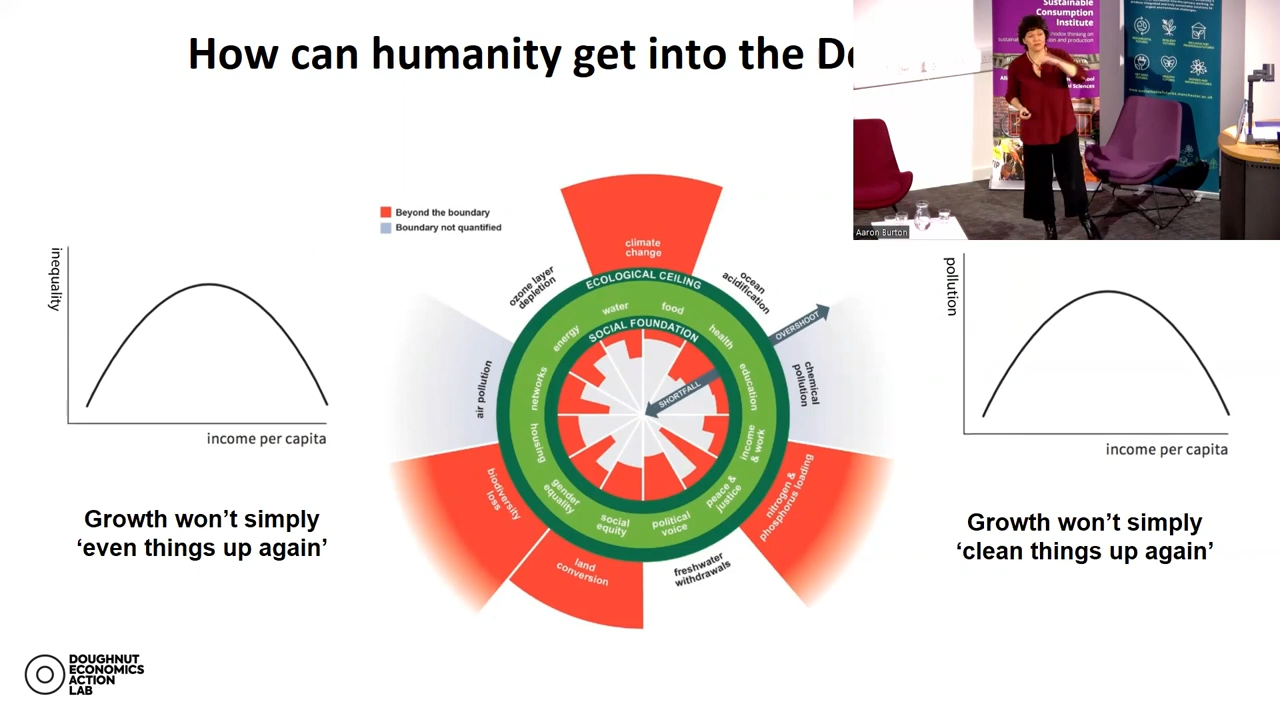 How can humanity get into the Do
Sustainable
Consumption
Institute
Aaron Burton
Beyond the boundary
Boundary not quantified
inequality
income per capita
Growth won't simply
'even things up again'
climate
change
ozone layer
depletion
ocean
acidification
ECOLOGICAL CEILING
water
food
energy
health
SOCIAL FOUNDATION
OVERSHOOT
SHORTFALL
air pollution
networks
education
chemical
pollution
housing
income
& work
gender
equality
peace &
justice
social
equity
political
voice
biodiversity
loss
nitrogen &
phosphorus loading
land
conversion
freshwater
withdrawals
pollution
income per capita
Growth won't simply
'clean things up again'
DOUGHNUT
ECONOMICS
ACTION
LAB